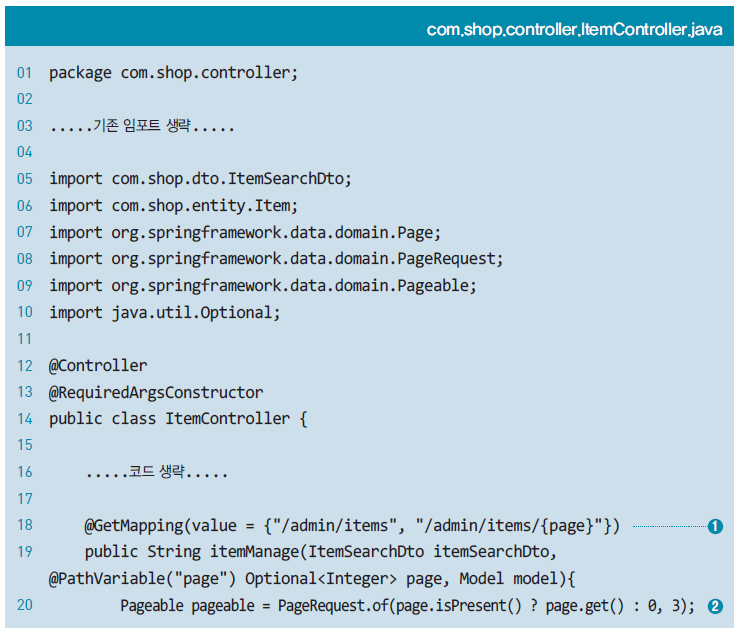 com.shop.controller.ItemController.java
01 package com.shop.controller;
02
03 .....기존 임포트 생략.....
04
05 import com.shop.dto.ItemSearchDto;
06 import com.shop.entity.Item;
07 import org.springframework.data.domain.Page;
08 import org.springframework.data.domain.PageRequest;
09 import org.springframework.data.domain.Pageable;
10 import java.util.Optional;
11
12 @Controller
13 @RequiredArgsConstructor
14 public class ItemController {
15
16 .....코드 생략.....
17
18 @GetMapping(value = {"/admin/items", "/admin/items/{page}"}) ❶
19 public String itemManage(ItemSearchDto itemSearchDto,
@PathVariable("page") Optional<Integer> page, Model model){
20 Pageable pageable = PageRequest.of(page.isPresent() ? page.get() : 0, 3); ❷